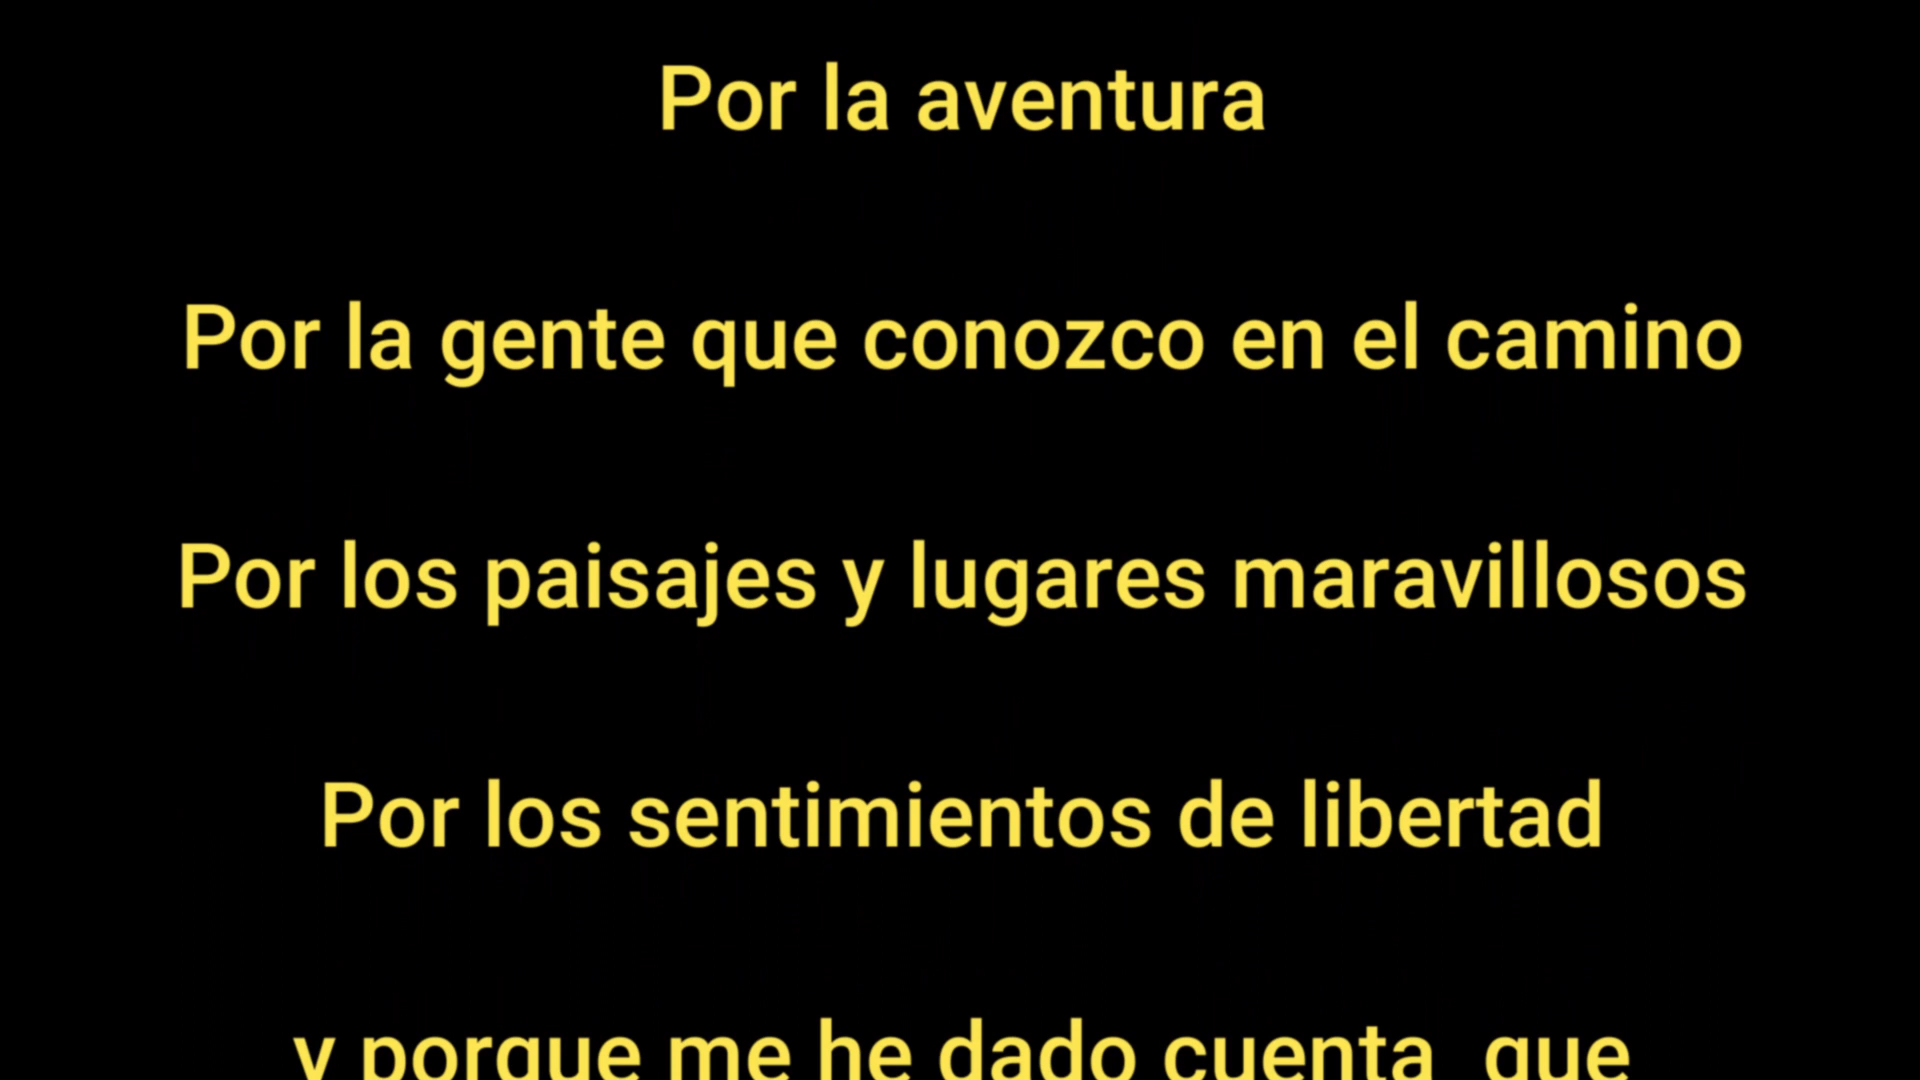 Por la aventura
Por la gente que conozco en el camino
Por los paisajes y lugares maravillosos
Por los sentimientos de libertad
y porque me he dado cuenta  que